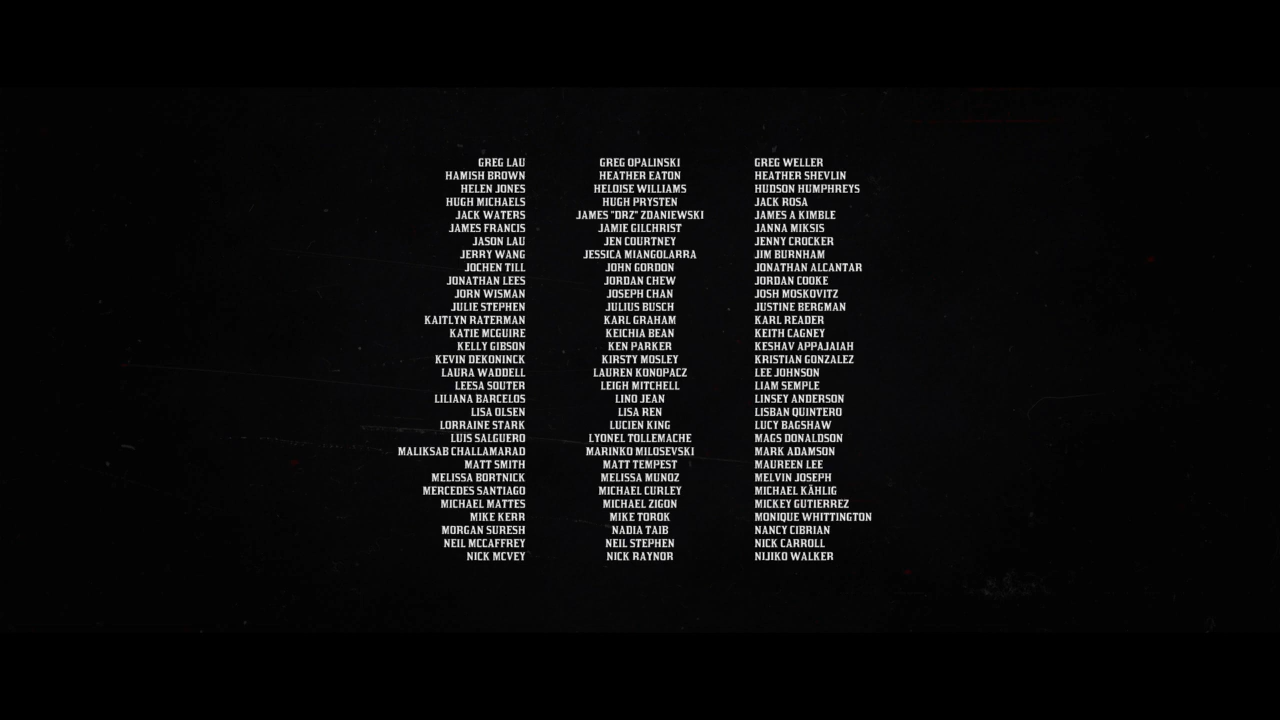 GREG LAU GREG OPALINSKI GREG WELLER
HAMISH BROWN HEATHER EATON HEATHER SHEVLIN
HELEN JONES HELOISE WILLIAMS HUDSON HUMPHREYS
HUGH MICHAELS HUGH PRYSTEN JACK ROSA
JACK WATERS JAMES "DRZ" ZDANIEWSKI JAMES A KIMBLE
JAMES FRANCIS JAMIE GILCHRIST JANNA MIKSIS
JASON LAU JEN COURTNEY JENNY CROCKER
JERRY WANG JESSICA MIANGOLARRA JIM BURNHAM
JOCHEN TILL JOHN GORDON JONATHAN ALCANTAR
JONATHAN LEES JORDAN CHEW JORDAN COOKE
JORN WISMAN JOSEPH CHAN JOSH MOSKOVITZ
JULIE STEPHEN JULIUS BUSCH JUSTINE BERGMAN
KAITLYN RATERMAN KARL GRAHAM KARL READER
KATIE MCGUIRE KEICHIA BEAN KEITH CAGNEY
KELLY GIBSON KEN PARKER KESHAV APPAJAIAH
KEVIN DEKONINCK KIRSTY MOSLEY KRISTIAN GONZALEZ
LAURA WADDELL LAUREN KONOPACZ LEE JOHNSON
LEESA SOUTER LEIGH MITCHELL LIAM SEMPLE
LILIANA BARCELOS LINO JEAN LINSEY ANDERSON
LISA OLSEN LISA REN LISBAN QUINTERO
LORRAINE STARK LUCIEN KING LUCY BAGSHAW
LUIS SALGUERO LYONEL TOLLEMACHE MAGS DONALDSON
MALIKSAB CHALLAMARAD MARINKO MILOSEVSKI MARK ADAMSON
MATT SMITH MATT TEMPEST MAUREEN LEE
MELISSA BORTNICK MELISSA MUNOZ MELVIN JOSEPH
MERCEDES SANTIAGO MICHAEL CURLEY MICHAEL KÄHLIG
MICHAEL MATTES MICHAEL ZIGON MICKEY GUTIERREZ
MIKE KERR MIKE TOROK MONIQUE WHITTINGTON
MORGAN SURESH NADIA TAIB NANCY CIBRIAN
NEIL MCCAFFREY NEIL STEPHEN NICK CARROLL
NICK MCVEY NICK RAYNOR NIJIKO WALKER